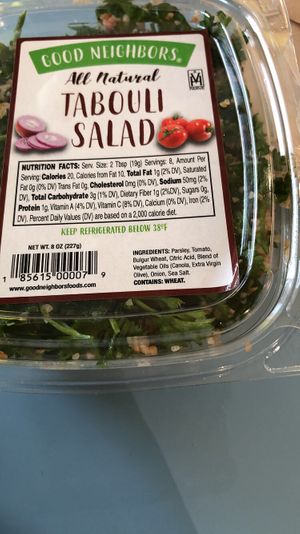 GOOD NEIGHBORS®
All Natural
TABOULI
SALAD
NUTRITION FACTS: Serv. Size: 2 Tbsp (19g) Servings: 8, Amount Per
Serving: Calories 20, Calories from Fat 10, Total Fat 1g (2% DV), Saturated
Fat 0g (0% DV) Trans Fat 0g, Cholesterol 0mg (0% DV), Sodium 50mg (2%
DV), Total Carbohydrate 3g (1% DV), Dietary Fiber 1g (2%DV), Sugars 0g,
Protein 1g, Vitamin A (4% DV), Vitamin C (8% DV), Calcium (0% DV), Iron (2%
DV). Percent Daily Values (DV) are based on a 2,000 calorie diet.
KEEP REFRIGERATED BELOW 38°F
NET WT. 8 OZ (227g)
1 85615 00007 9
www.goodneighborsfoods.com
INGREDIENTS: Parsley, Tomato,
Bulgur Wheat, Citric Acid, Blend of
Vegetable Oils (Canola, Extra Virgin
Olive), Onion, Sea Salt.
CONTAINS: WHEAT.